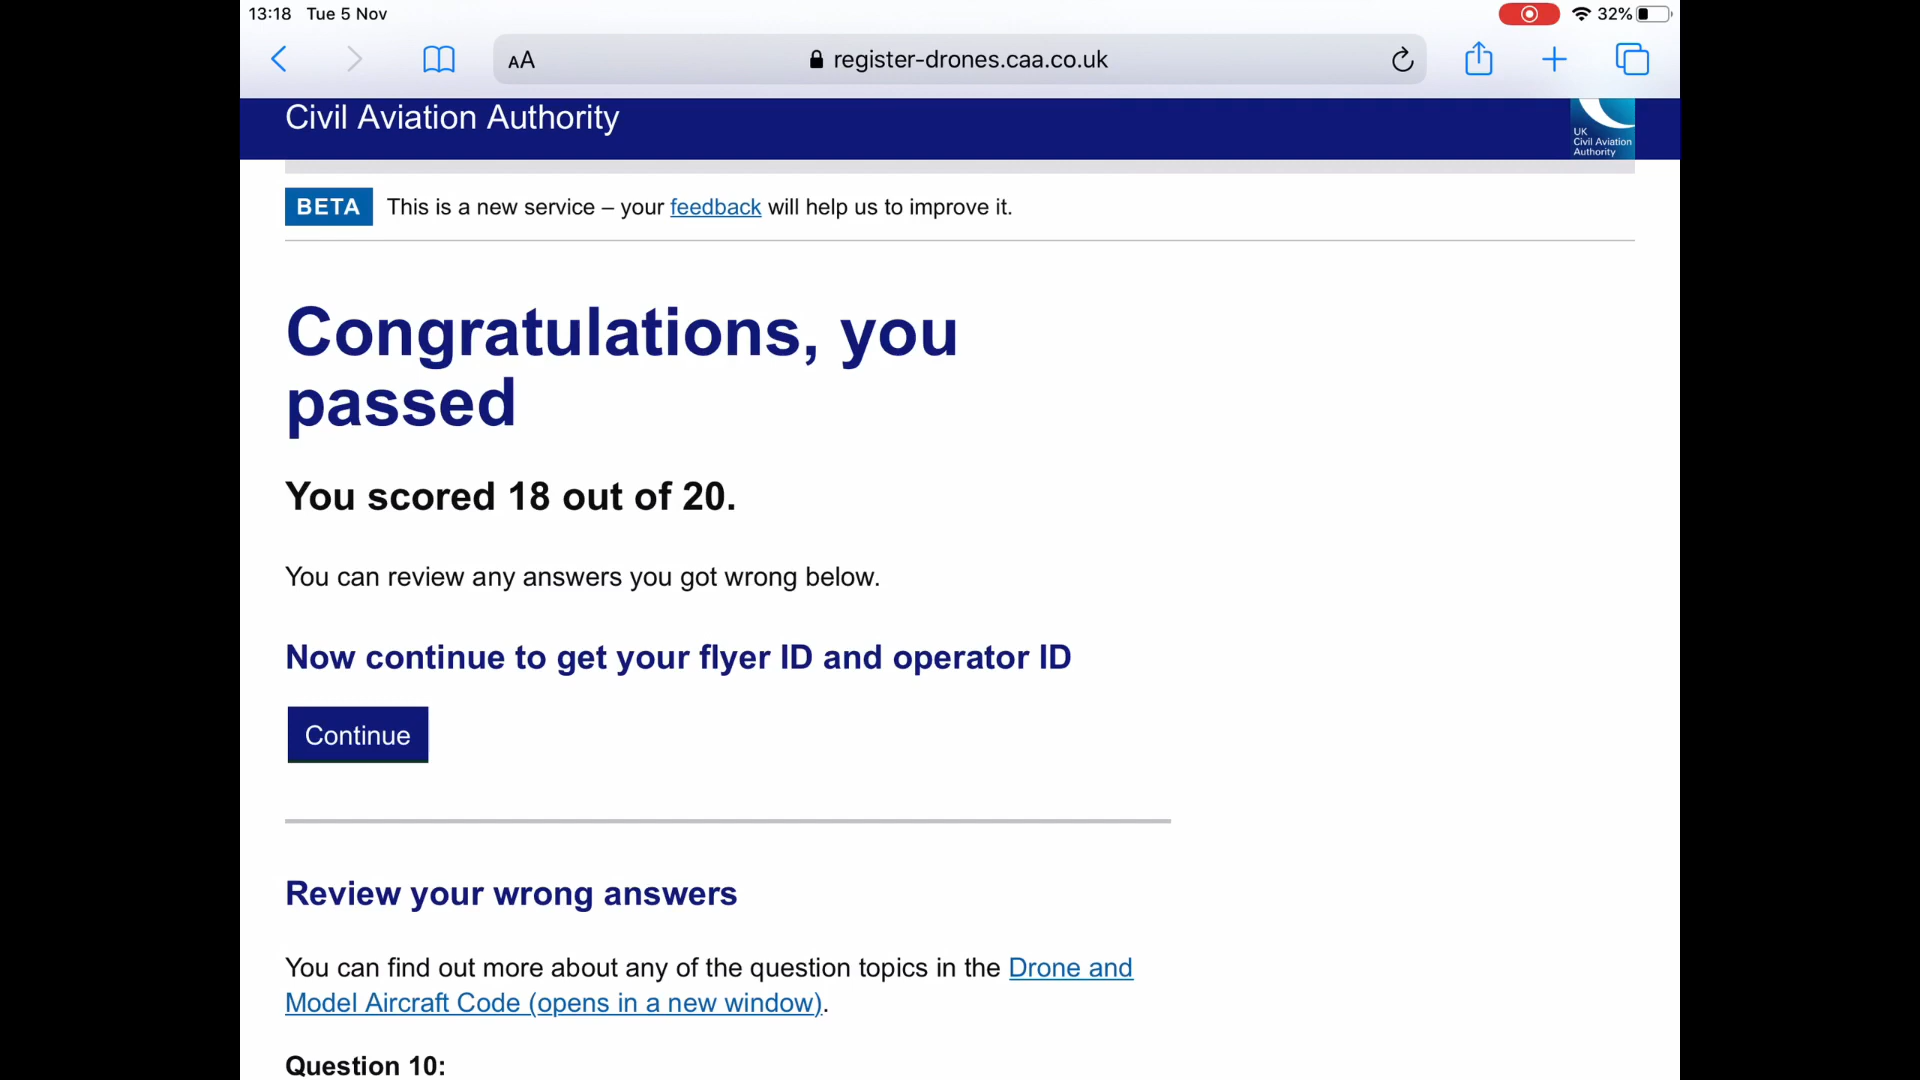 13:18 Tue 5 Nov
32%
AA
register-drones.caa.co.uk
Civil Aviation Authority
UK
Civil Aviation
Authority
BETA
This is a new service – your feedback will help us to improve it.
Congratulations, you
passed
You scored 18 out of 20.
You can review any answers you got wrong below.
Now continue to get your flyer ID and operator ID
Continue
Review your wrong answers
You can find out more about any of the question topics in the Drone and
Model Aircraft Code (opens in a new window).
Question 10: